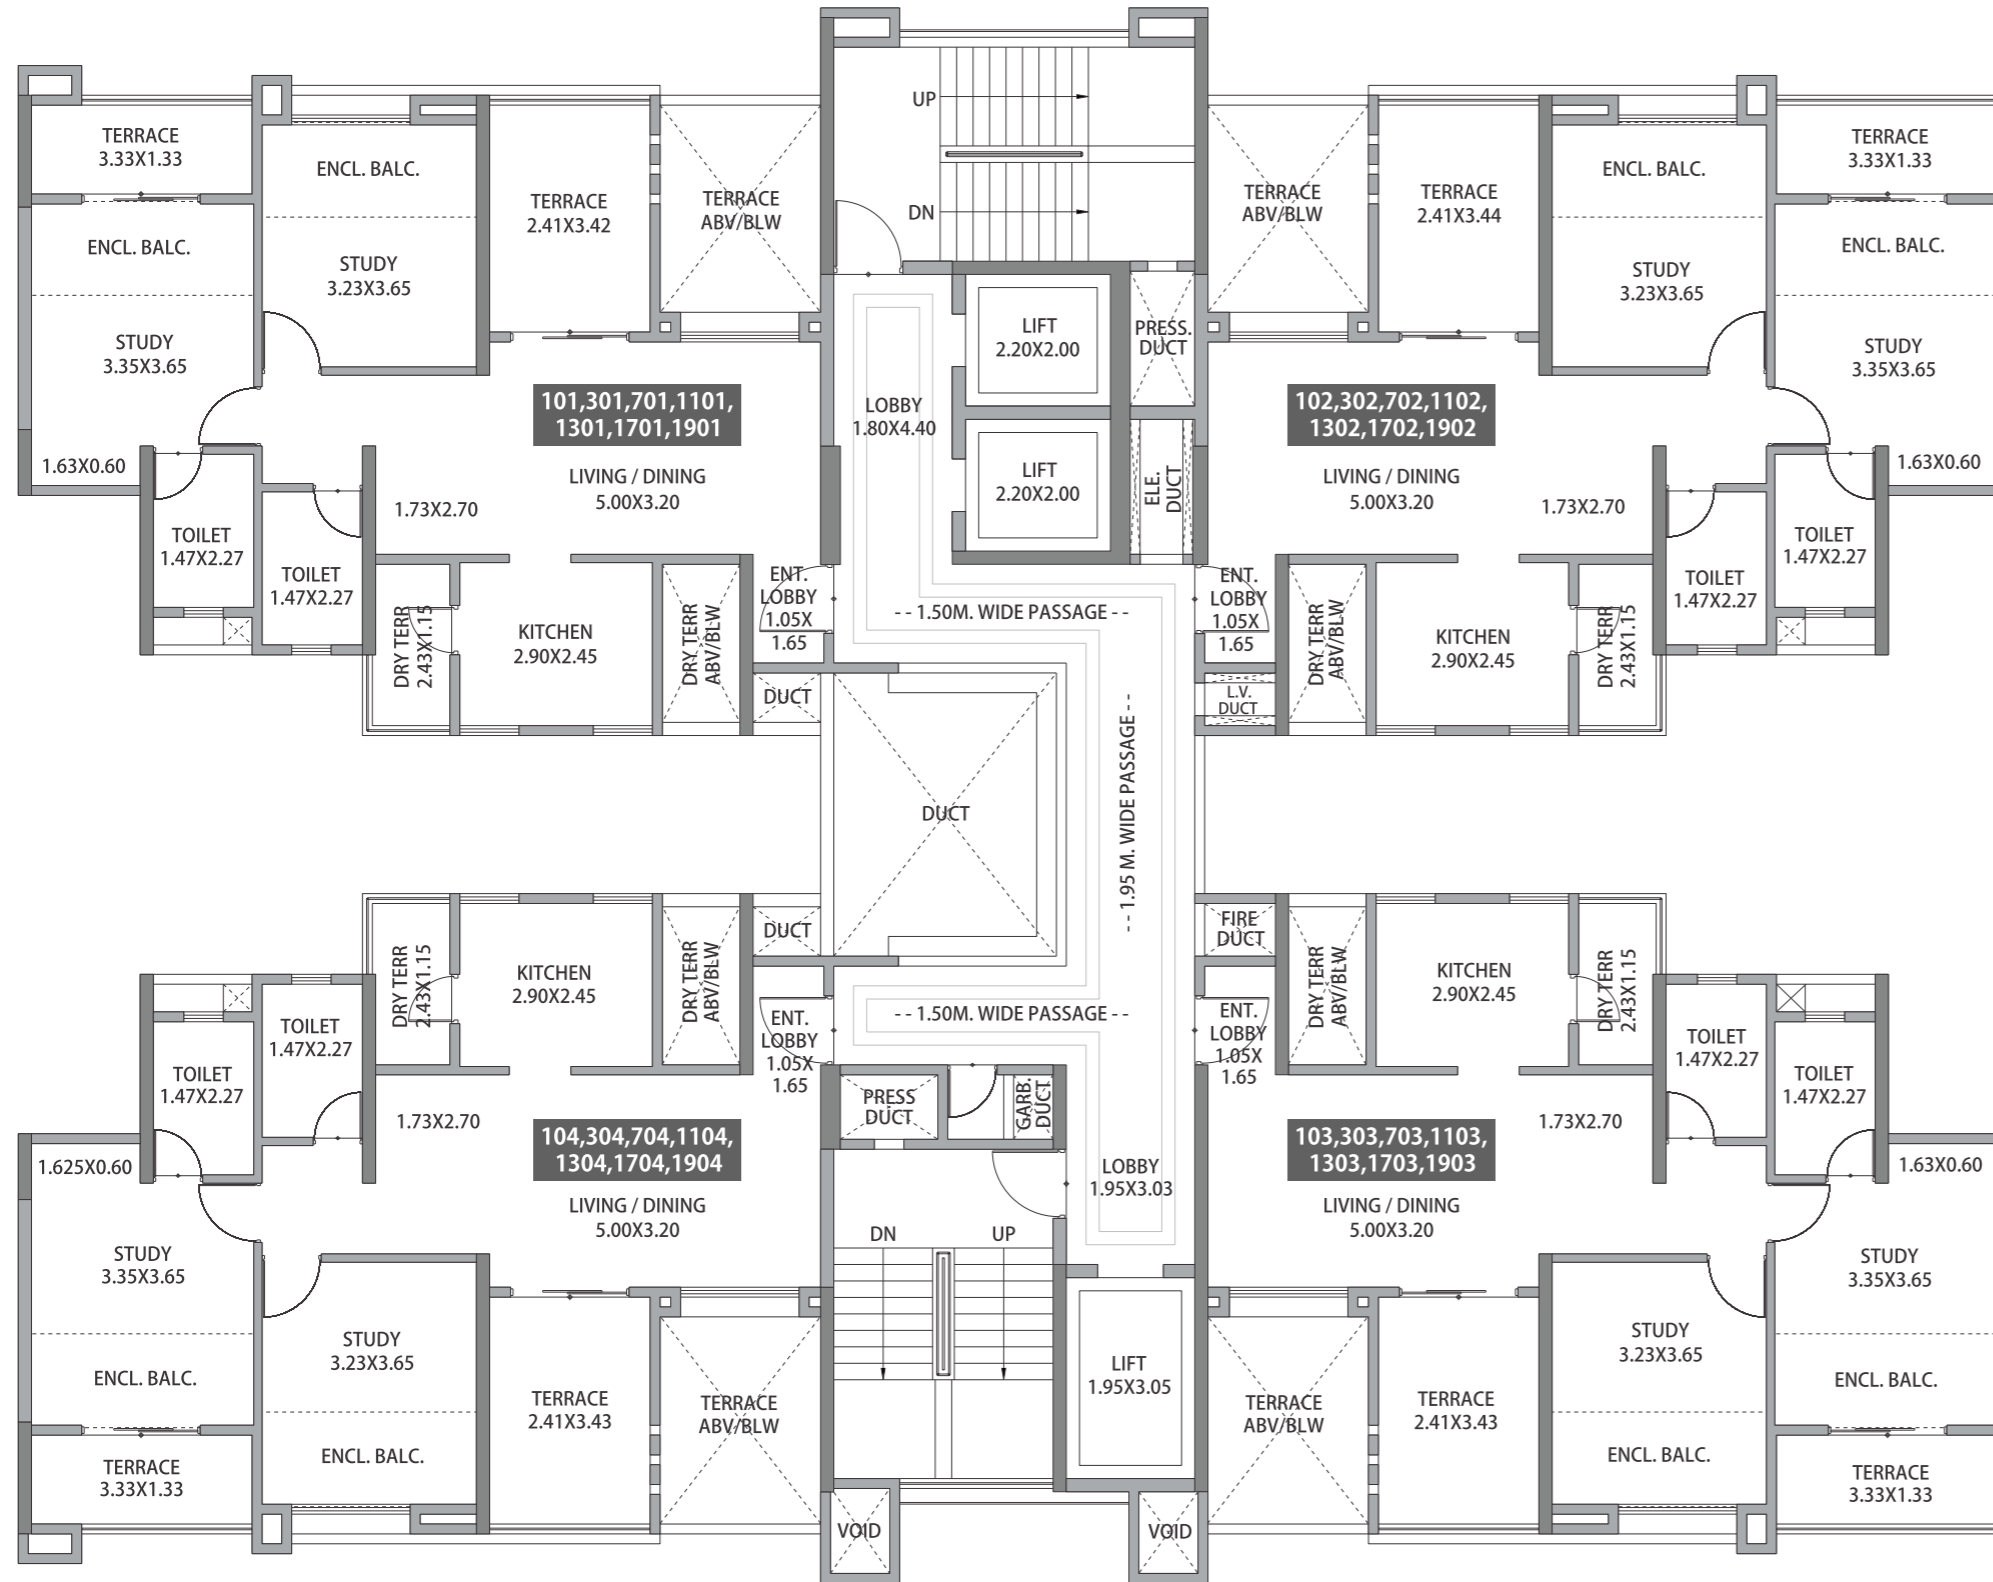 UP
DN
TERRACE
3.33X1.33
ENCL. BALC.
STUDY
3.35X3.65
1.63X0.60
ENCL. BALC.
STUDY
3.23X3.65
TERRACE
2.41X3.42
TERRACE
ABV/BLW
101,301,701,1101,
1301,1701,1901
LIVING / DINING
5.00X3.20
1.73X2.70
TOILET
1.47X2.27
TOILET
1.47X2.27
DRY TERR
2.43X1.15
KITCHEN
2.90X2.45
DRY TERR
ABV/BLW
ENT.
LOBBY
1.05X
1.65
DUCT
LOBBY
1.80X4.40
LIFT
2.20X2.00
LIFT
2.20X2.00
PRESS.
DUCT
ELE.
DUCT
-- 1.50M. WIDE PASSAGE --
-- 1.95 M. WIDE PASSAGE --
DUCT
TERRACE
ABV/BLW
TERRACE
2.41X3.44
ENCL. BALC.
STUDY
3.23X3.65
TERRACE
3.33X1.33
ENCL. BALC.
STUDY
3.35X3.65
1.63X0.60
102,302,702,1102,
1302,1702,1902
LIVING / DINING
5.00X3.20
1.73X2.70
TOILET
1.47X2.27
TOILET
1.47X2.27
ENT.
LOBBY
1.05X
1.65
L.V.
DUCT
DRY TERR
ABV/BLW
KITCHEN
2.90X2.45
DRY TERR
2.43X1.15
DRY TERR
2.43X1.15
KITCHEN
2.90X2.45
DRY TERR
ABV/BLW
DUCT
ENT.
LOBBY
1.05X
1.65
TOILET
1.47X2.27
TOILET
1.47X2.27
1.73X2.70
104,304,704,1104,
1304,1704,1904
LIVING / DINING
5.00X3.20
1.625X0.60
STUDY
3.35X3.65
ENCL. BALC.
TERRACE
3.33X1.33
STUDY
3.23X3.65
ENCL. BALC.
TERRACE
2.41X3.43
TERRACE
ABV/BLW
-- 1.50M. WIDE PASSAGE --
PRESS
DUCT
GARB.
DUCT
LOBBY
1.95X3.03
DN
UP
LIFT
1.95X3.05
VOID
VOID
FIRE
DUCT
DRY TERR
ABV/BLW
KITCHEN
2.90X2.45
DRY TERR
2.43X1.15
ENT.
LOBBY
1.05X
1.65
TOILET
1.47X2.27
TOILET
1.47X2.27
1.73X2.70
103,303,703,1103,
1303,1703,1903
LIVING / DINING
5.00X3.20
1.63X0.60
STUDY
3.35X3.65
ENCL. BALC.
TERRACE
3.33X1.33
STUDY
3.23X3.65
ENCL. BALC.
TERRACE
2.41X3.43
TERRACE
ABV/BLW